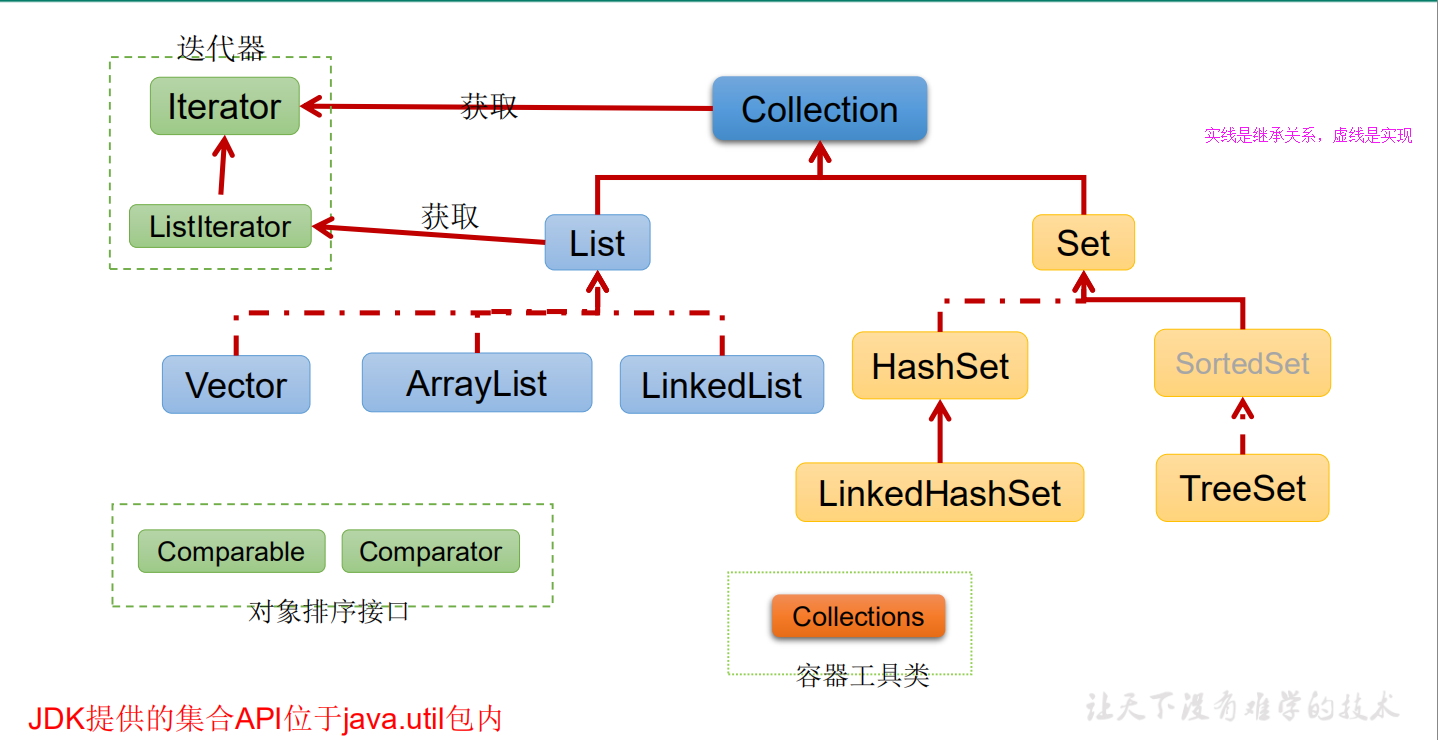 迭代器
Iterator
获取
Collection
实线是继承关系，虚线是实现
ListIterator
获取
List
Set
Vector
ArrayList
LinkedList
HashSet
SortedSet
LinkedHashSet
TreeSet
Comparable
Comparator
对象排序接口
Collections
容器工具类
JDK提供的集合API位于java.util包内
让天下没有难学的技术